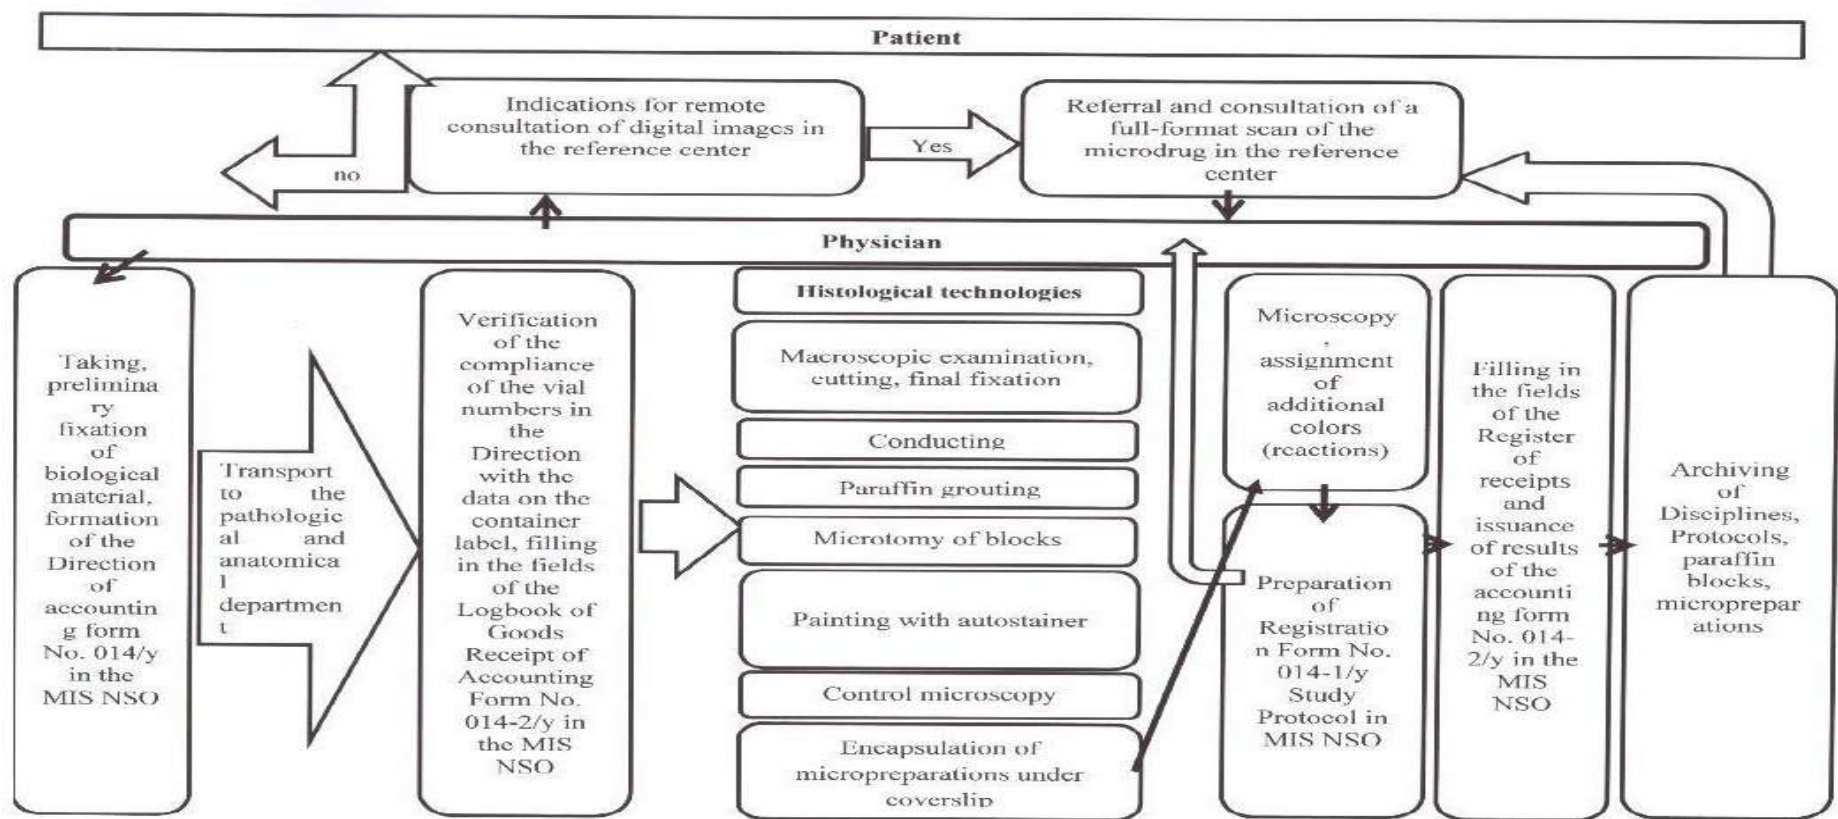 Patient
Indications for remote
consultation of digital images in
the reference center
Yes
Referral and consultation of a
full-format scan of the
microdrug in the reference
center
no
Physician
Taking,
prelimina
ry
fixation
of
biological
material,
formation
of the
Direction
of
accountin
g form
No. 014/y
in the
MIS NSO
Transport
to the
pathologic
al and
anatomica
l
departmen
t
Verification
of the
compliance
of the vial
numbers in
the
Direction
with the
data on the
container
label, filling
in the fields
of the
Logbook of
Goods
Receipt of
Accounting
Form No.
014-2/y in
the MIS
NSO
Histological technologies
Macroscopic examination,
cutting, final fixation
Conducting
Paraffin grouting
Microtomy of blocks
Painting with autostainer
Control microscopy
Encapsulation of
micropreparations under
coverslip
Microscopy
,
assignment
of
additional
colors
(reactions)
Preparation
of
Registratio
n Form No.
014-1/y
Study
Protocol in
MIS NSO
Filling in
the fields
of the
Register
of
receipts
and
issuance
of results
of the
accounti
ng form
No. 014-
2/y in the
MIS
NSO
Archiving
of
Disciplines,
Protocols,
paraffin
blocks,
microprepar
ations